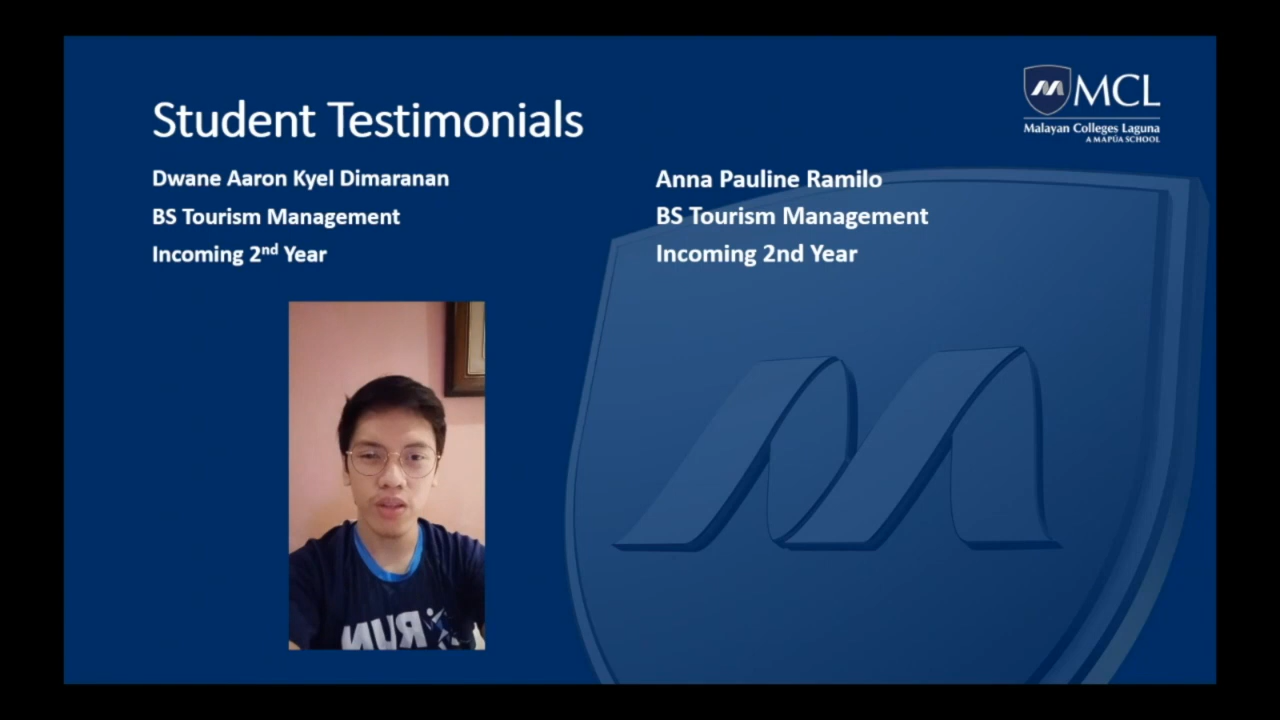 Student Testimonials
MCL
Malayan Colleges Laguna
A MAPÚA SCHOOL
Dwane Aaron Kyel Dimaranan
BS Tourism Management
Incoming 2nd Year
Anna Pauline Ramilo
BS Tourism Management
Incoming 2nd Year
RUN